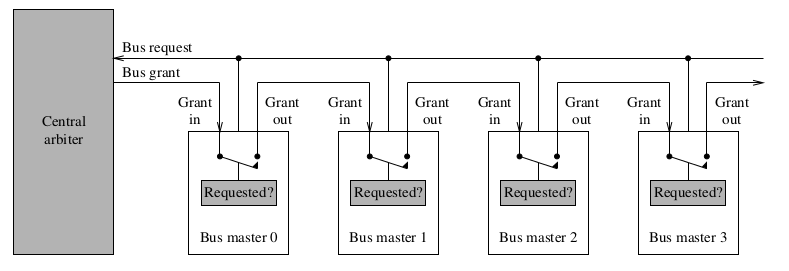 Bus request
Bus grant
Central
arbiter
Grant
in
Grant
out
Grant
in
Grant
out
Grant
in
Grant
out
Grant
in
Grant
out
Requested?
Requested?
Requested?
Requested?
Bus master 0
Bus master 1
Bus master 2
Bus master 3